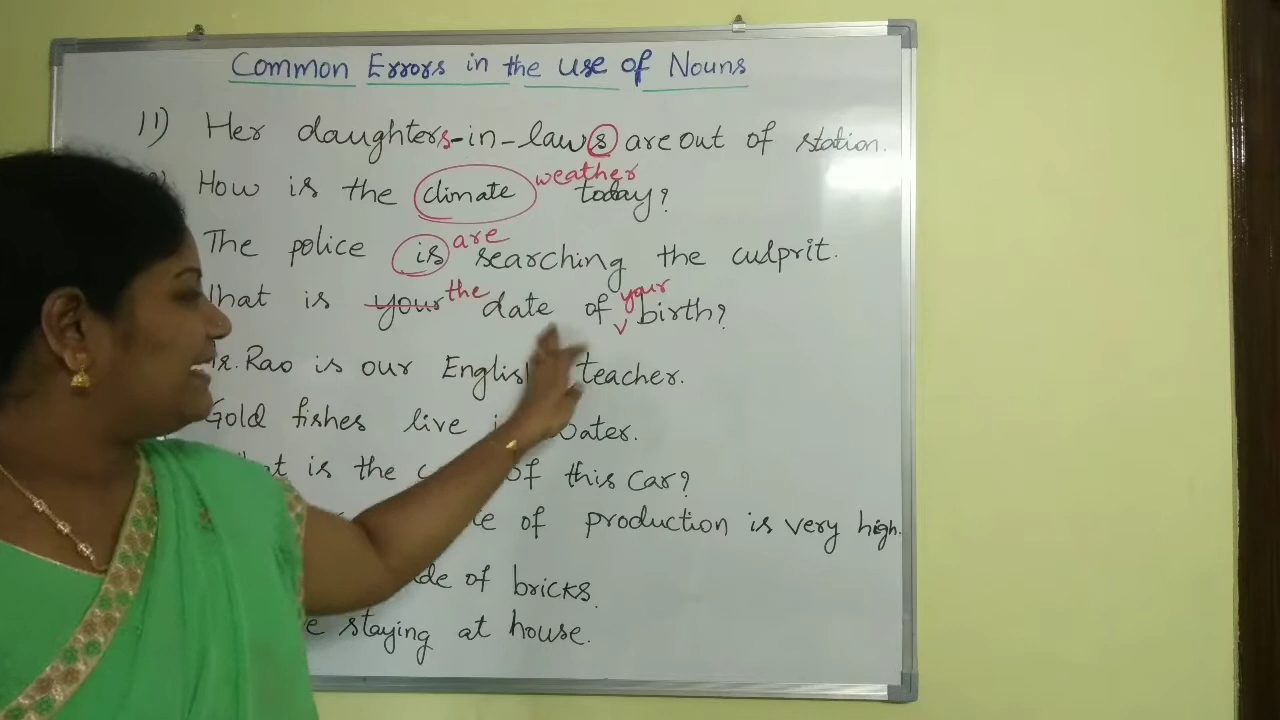 Common Errors in the use of Nouns
11) Her daughters-in-laws are out of station.
How is the climate weather today?
The police is are searching the culprit.
What is your the date of your birth?
Mr. Rao is our English teacher.
Gold fishes live in water.
What is the of this car?
of production is very high.
of bricks.
staying at house.